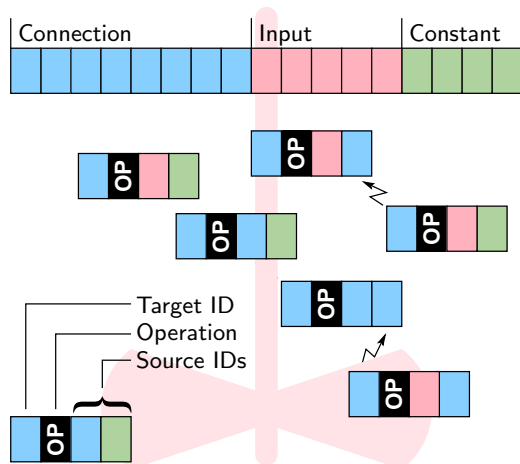 Connection Input Constant
OP
OP
OP
OP
OP
Target ID
Operation
Source IDs
OP
OP